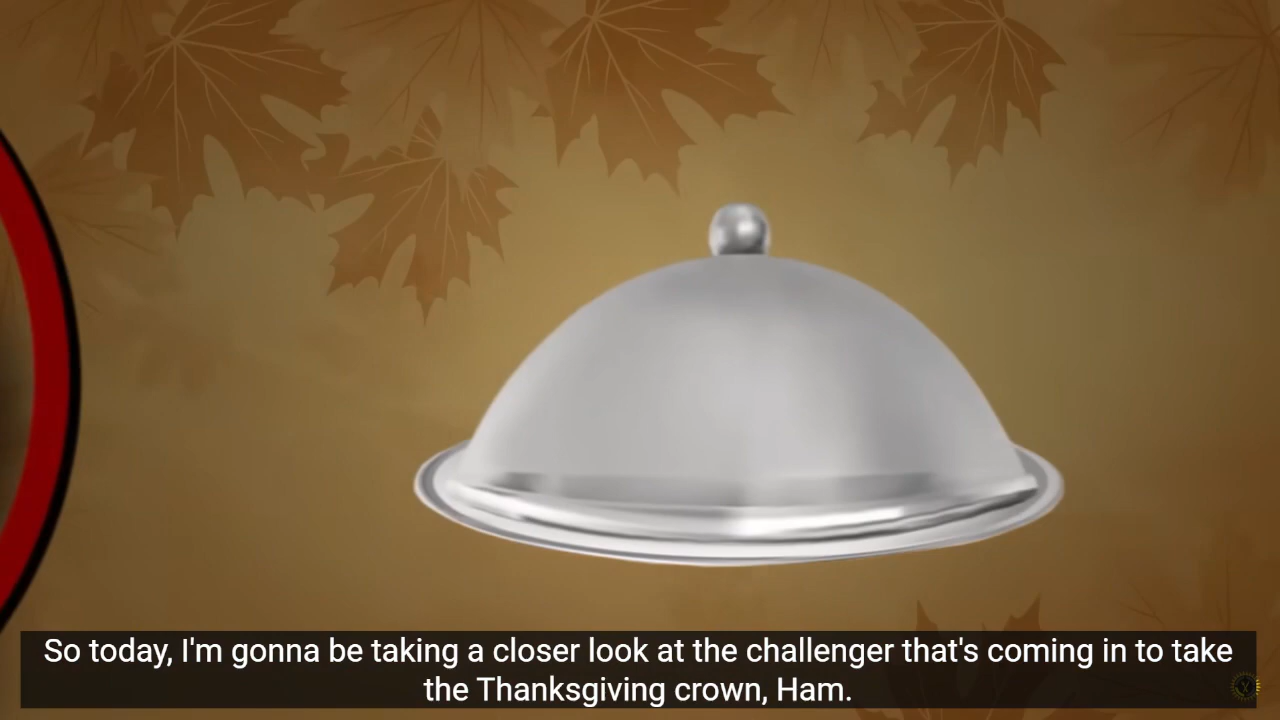 So today, I'm gonna be taking a closer look at the challenger that's coming in to take
the Thanksgiving crown, Ham.